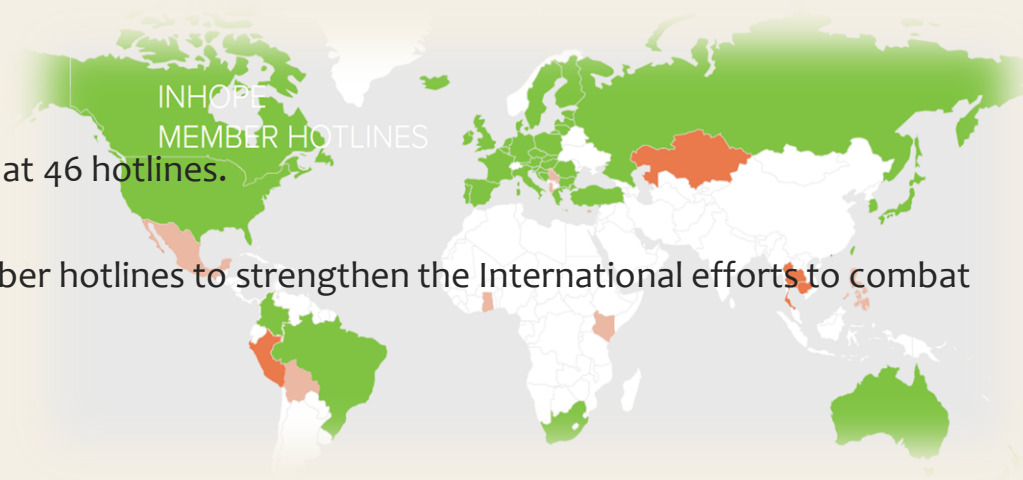 INHOPE
MEMBER HOTLINES
at 46 hotlines.
ber hotlines to strengthen the International efforts to combat